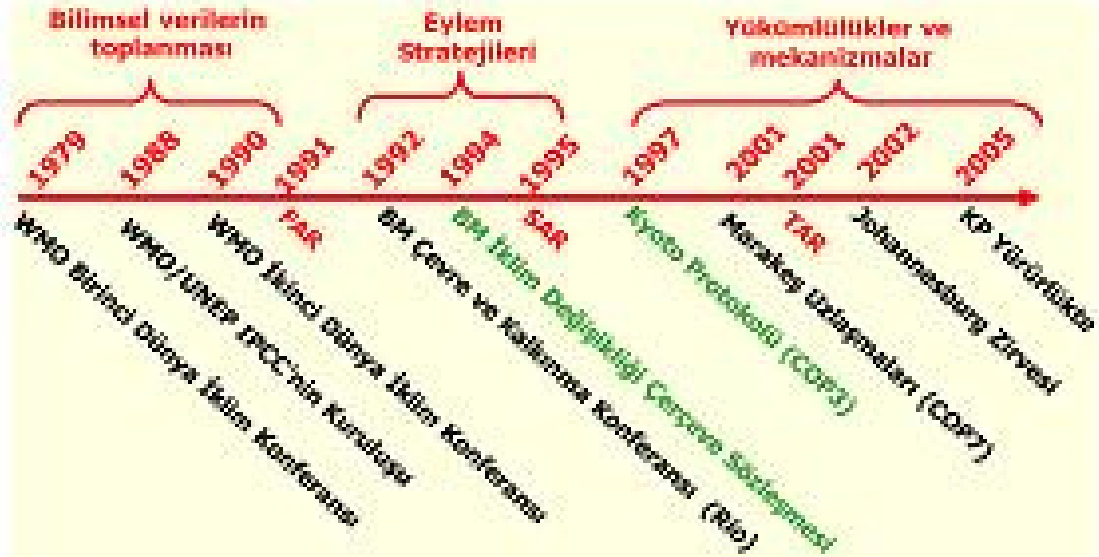 Bilimsel verilerin
toplanması
Eylem
Stratejileri
Yükümlülükler ve
mekanizmalar
1979
1988
1990
1991
1992
1994
1995
1997
2001
2001
2002
2005
WMO Birinci Dünya İklim Konferansı
WMO/UNEP IPCC'nin Kuruluşu
WMO İkinci Dünya İklim Konferansı
PAR
BM Çevre ve Kalkınma Konferansı (Rio)
BM İklim Değişikliği Çerçeve Sözleşmesi
SAR
Kyoto Protokolü (COP3)
Marakeş Uzlaşmaları (COP7)
TAR
Johannesburg Zirvesi
KP Yürürlükte